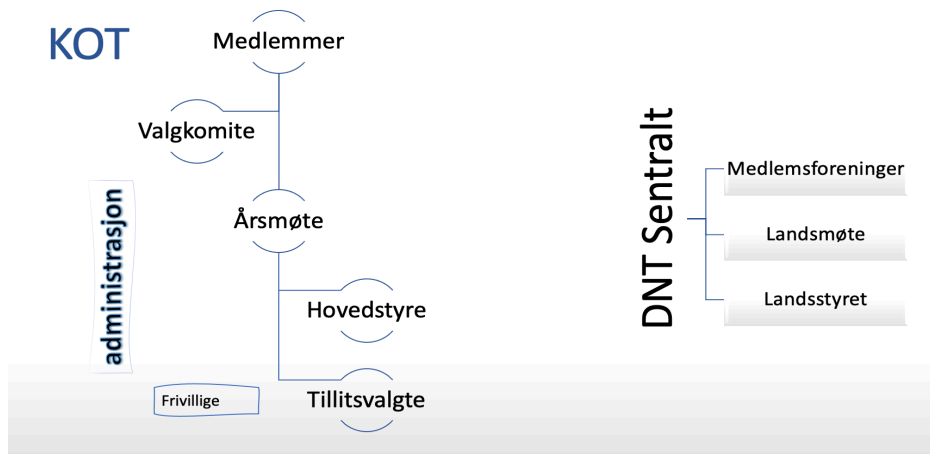 KOT
Medlemmer
Valgkomite
Årsmøte
administrasjon
Hovedstyre
Tillitsvalgte
Frivillige
DNT Sentralt
Medlemsforeninger
Landsmøte
Landsstyret